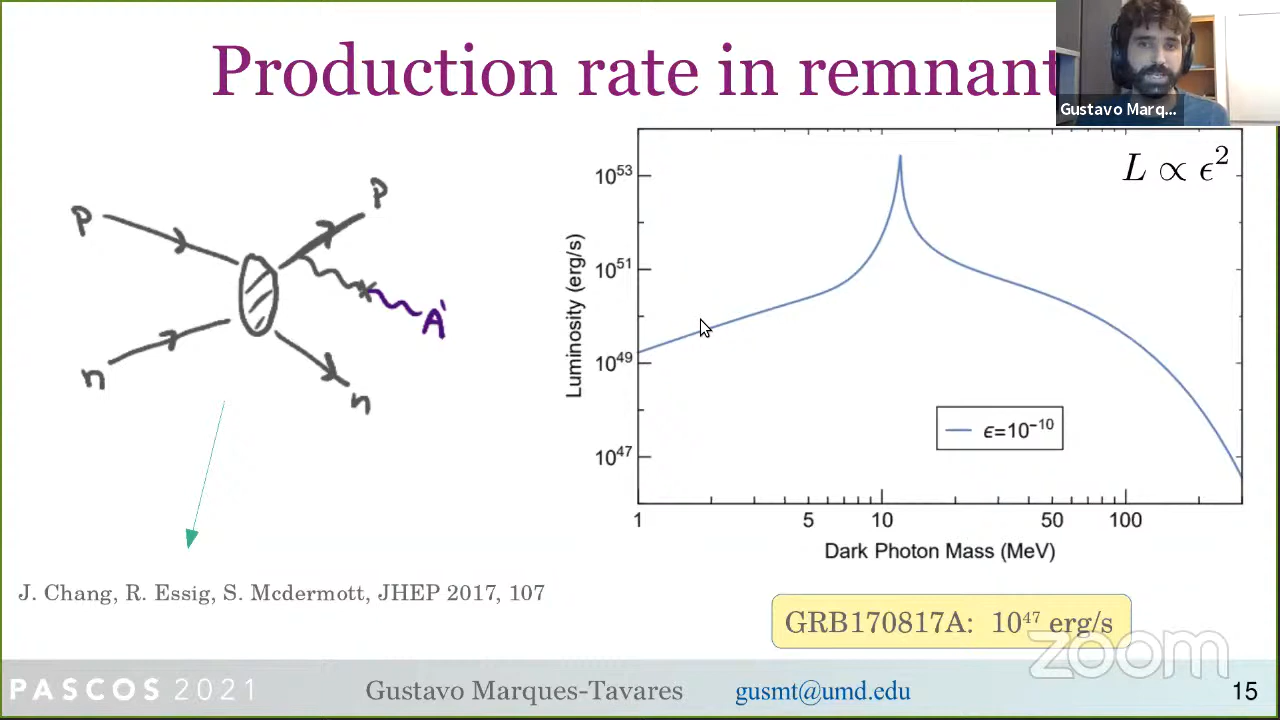 Production rate in remnant
Gustavo Marq...
p
p
A'
n
n
L ∝ ϵ²
Luminosity (erg/s)
10⁵³
10⁵¹
10⁴⁹
10⁴⁷
ϵ=10⁻¹⁰
1 5 10 50 100
Dark Photon Mass (MeV)
J. Chang, R. Essig, S. Mcdermott, JHEP 2017, 107
GRB170817A: 10⁴⁷ erg/s
zoom
PASCOS 2021 Gustavo Marques-Tavares gusmt@umd.edu 15